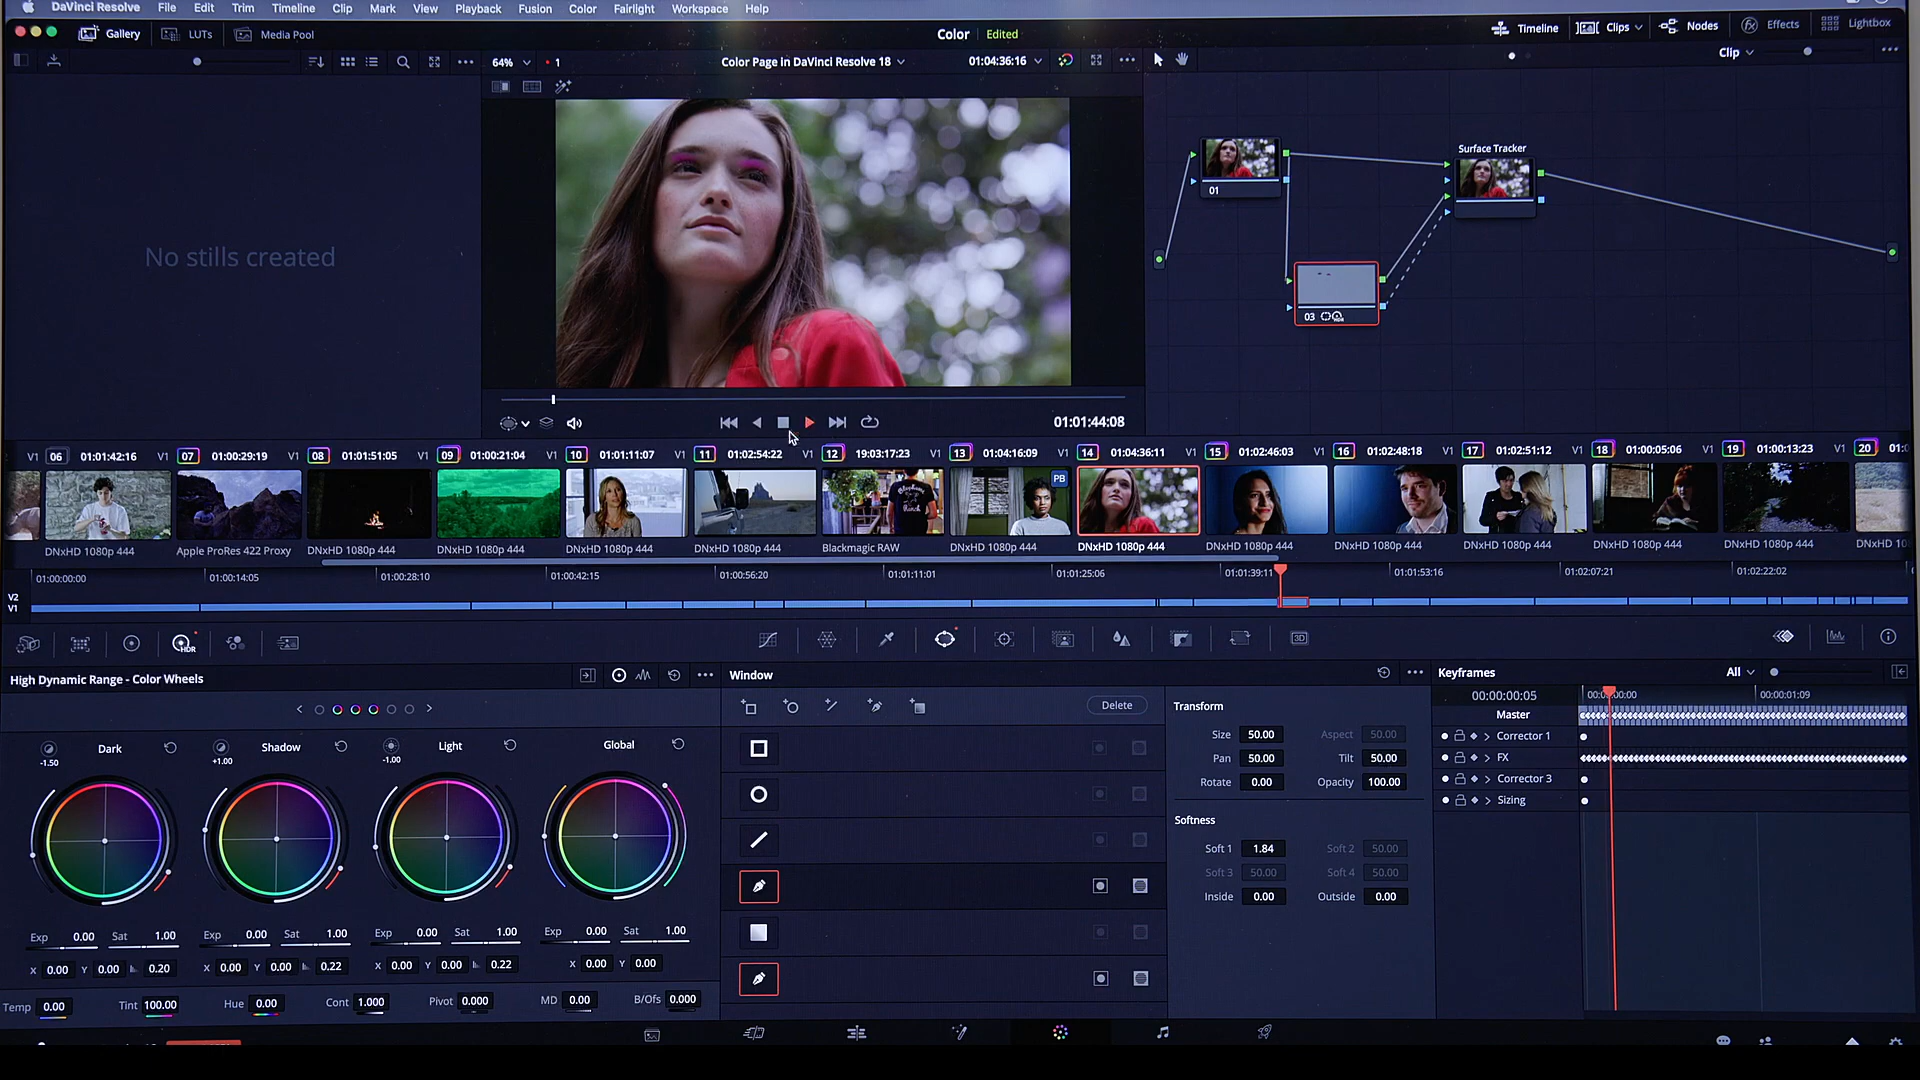 DaVinci Resolve File Edit Trim Timeline Clip Mark View Playback Fusion Color Fairlight Workspace Help
Gallery LUTs Media Pool Color Edited Timeline Clips Nodes Effects Lightbox
64% 1 Color Page in DaVinci Resolve 18 01:04:36:16 Clip
No stills created
01
Surface Tracker
03
HDR
01:01:44:08
V1 06 01:01:42:16 V1 07 01:00:29:19 V1 08 01:01:51:05 V1 09 01:00:21:04 V1 10 01:01:11:07 V1 11 01:02:54:22 V1 12 19:03:17:23 V1 13 01:04:16:09 V1 14 01:04:36:11 V1 15 01:02:46:03 V1 16 01:02:48:18 V1 17 01:02:51:12 V1 18 01:00:05:06 V1 19 01:00:13:23 V1 20
PB
DNxHD 1080p 444 Apple ProRes 422 Proxy DNxHD 1080p 444 DNxHD 1080p 444 DNxHD 1080p 444 DNxHD 1080p 444 Blackmagic RAW DNxHD 1080p 444 DNxHD 1080p 444 DNxHD 1080p 444 DNxHD 1080p 444 DNxHD 1080p 444 DNxHD 1080p 444 DNxHD 1080p 444 DNxHD 10
01:00:00:00 01:00:14:05 01:00:28:10 01:00:42:15 01:00:56:20 01:01:11:01 01:01:25:06 01:01:39:11 01:01:53:16 01:02:07:21 01:02:22:02
V2
V1
HDR 3D
High Dynamic Range - Color Wheels
Dark Shadow Light Global
-1.50 +1.00 -1.00
Exp 0.00 Sat 1.00 Exp 0.00 Sat 1.00 Exp 0.00 Sat 1.00 Exp 0.00 Sat 1.00
X 0.00 Y 0.00 0.20 X 0.00 Y 0.00 0.22 X 0.00 Y 0.00 0.22 X 0.00 Y 0.00
Temp 0.00 Tint 100.00 Hue 0.00 Cont 1.000 Pivot 0.000 MD 0.00 B/Ofs 0.000
Window
Delete
Transform
Size 50.00 Aspect 50.00
Pan 50.00 Tilt 50.00
Rotate 0.00 Opacity 100.00
Softness
Soft 1 1.84 Soft 2 50.00
Soft 3 50.00 Soft 4 50.00
Inside 0.00 Outside 0.00
Keyframes All
00:00:00:05 00:00:01:09
Master
Corrector 1
FX
Corrector 3
Sizing